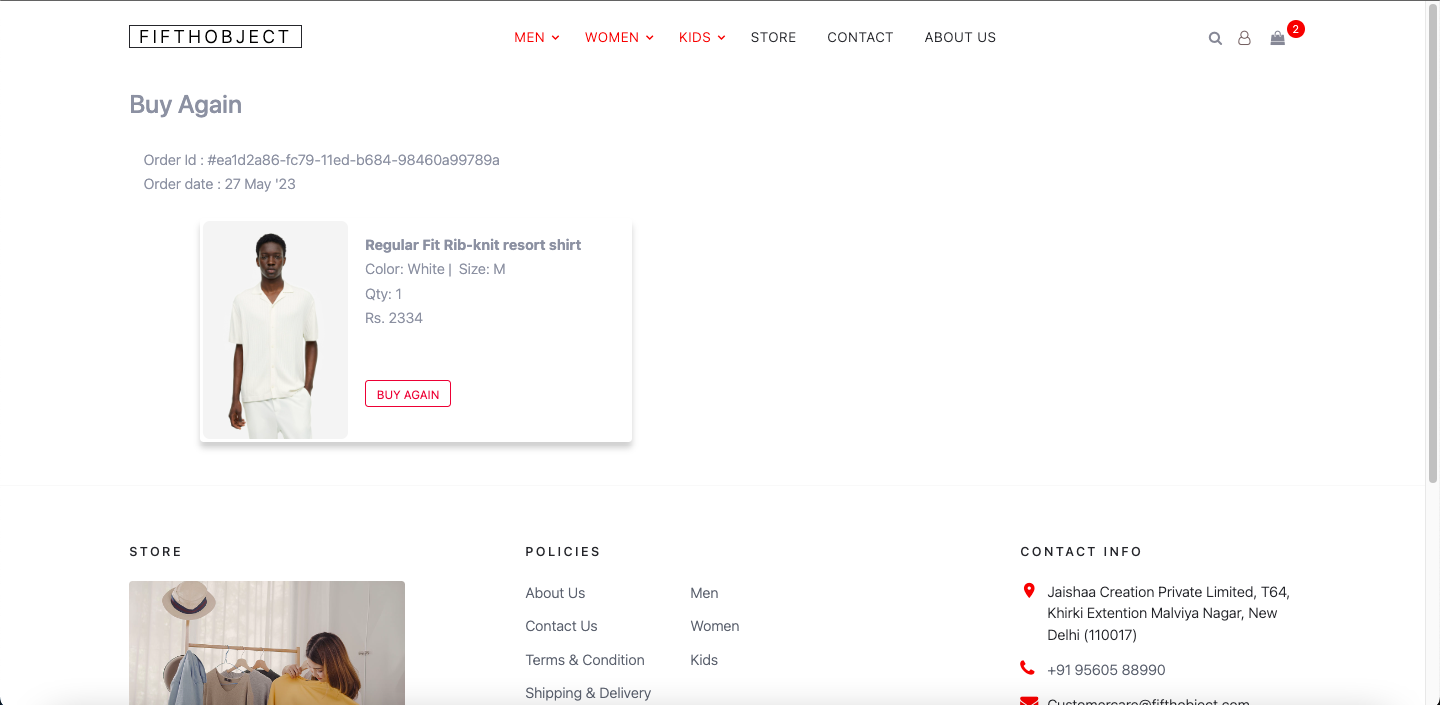 FIFTHOBJECT
MEN WOMEN KIDS STORE CONTACT ABOUT US
2
Buy Again
Order Id : #ea1d2a86-fc79-11ed-b684-98460a99789a
Order date : 27 May '23
Regular Fit Rib-knit resort shirt
Color: White | Size: M
Qty: 1
Rs. 2334
BUY AGAIN
STORE
POLICIES
About Us
Contact Us
Terms & Condition
Shipping & Delivery
Men
Women
Kids
CONTACT INFO
Jaishaa Creation Private Limited, T64,
Khirki Extention Malviya Nagar, New
Delhi (110017)
+91 95605 88990
Customercare@fifthobject.com